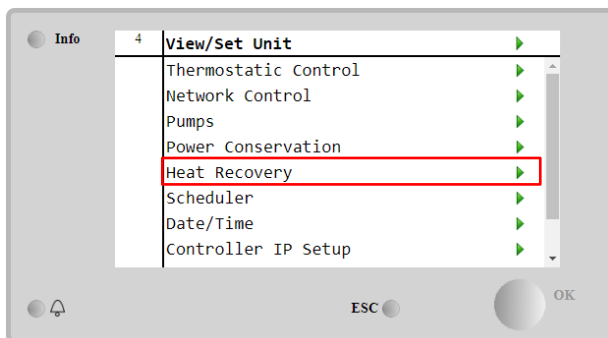 Info
4 View/Set Unit
Thermostatic Control
Network Control
Pumps
Power Conservation
Heat Recovery
Scheduler
Date/Time
Controller IP Setup
ESC
OK